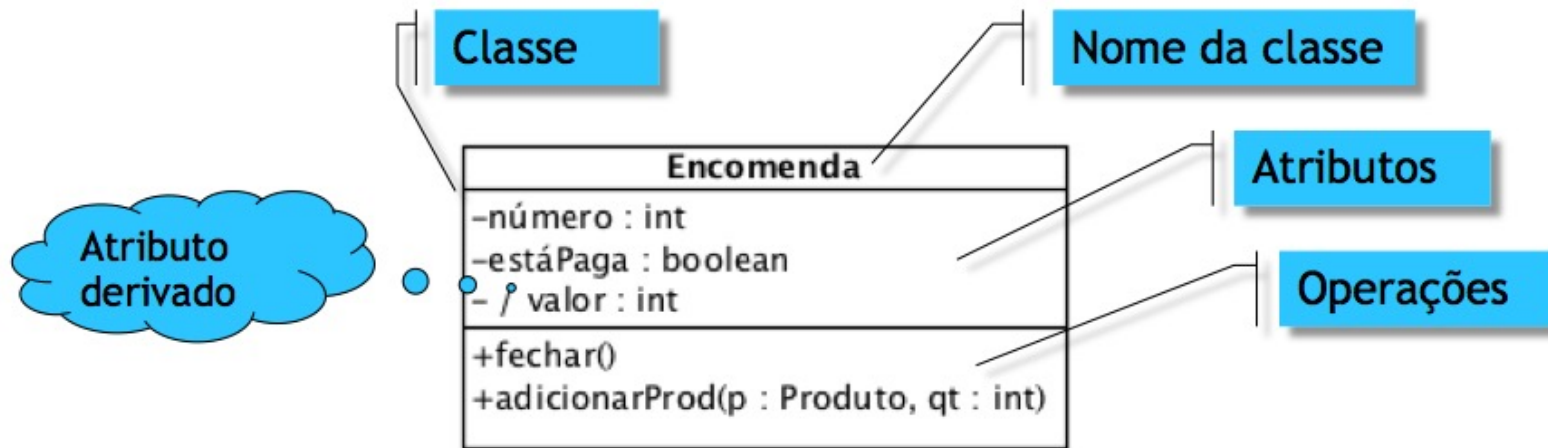 Classe
Nome da classe
Encomenda
Atributos
-número : int
-estáPaga : boolean
- / valor : int
Atributo
derivado
Operações
+fechar()
+adicionarProd(p : Produto, qt : int)